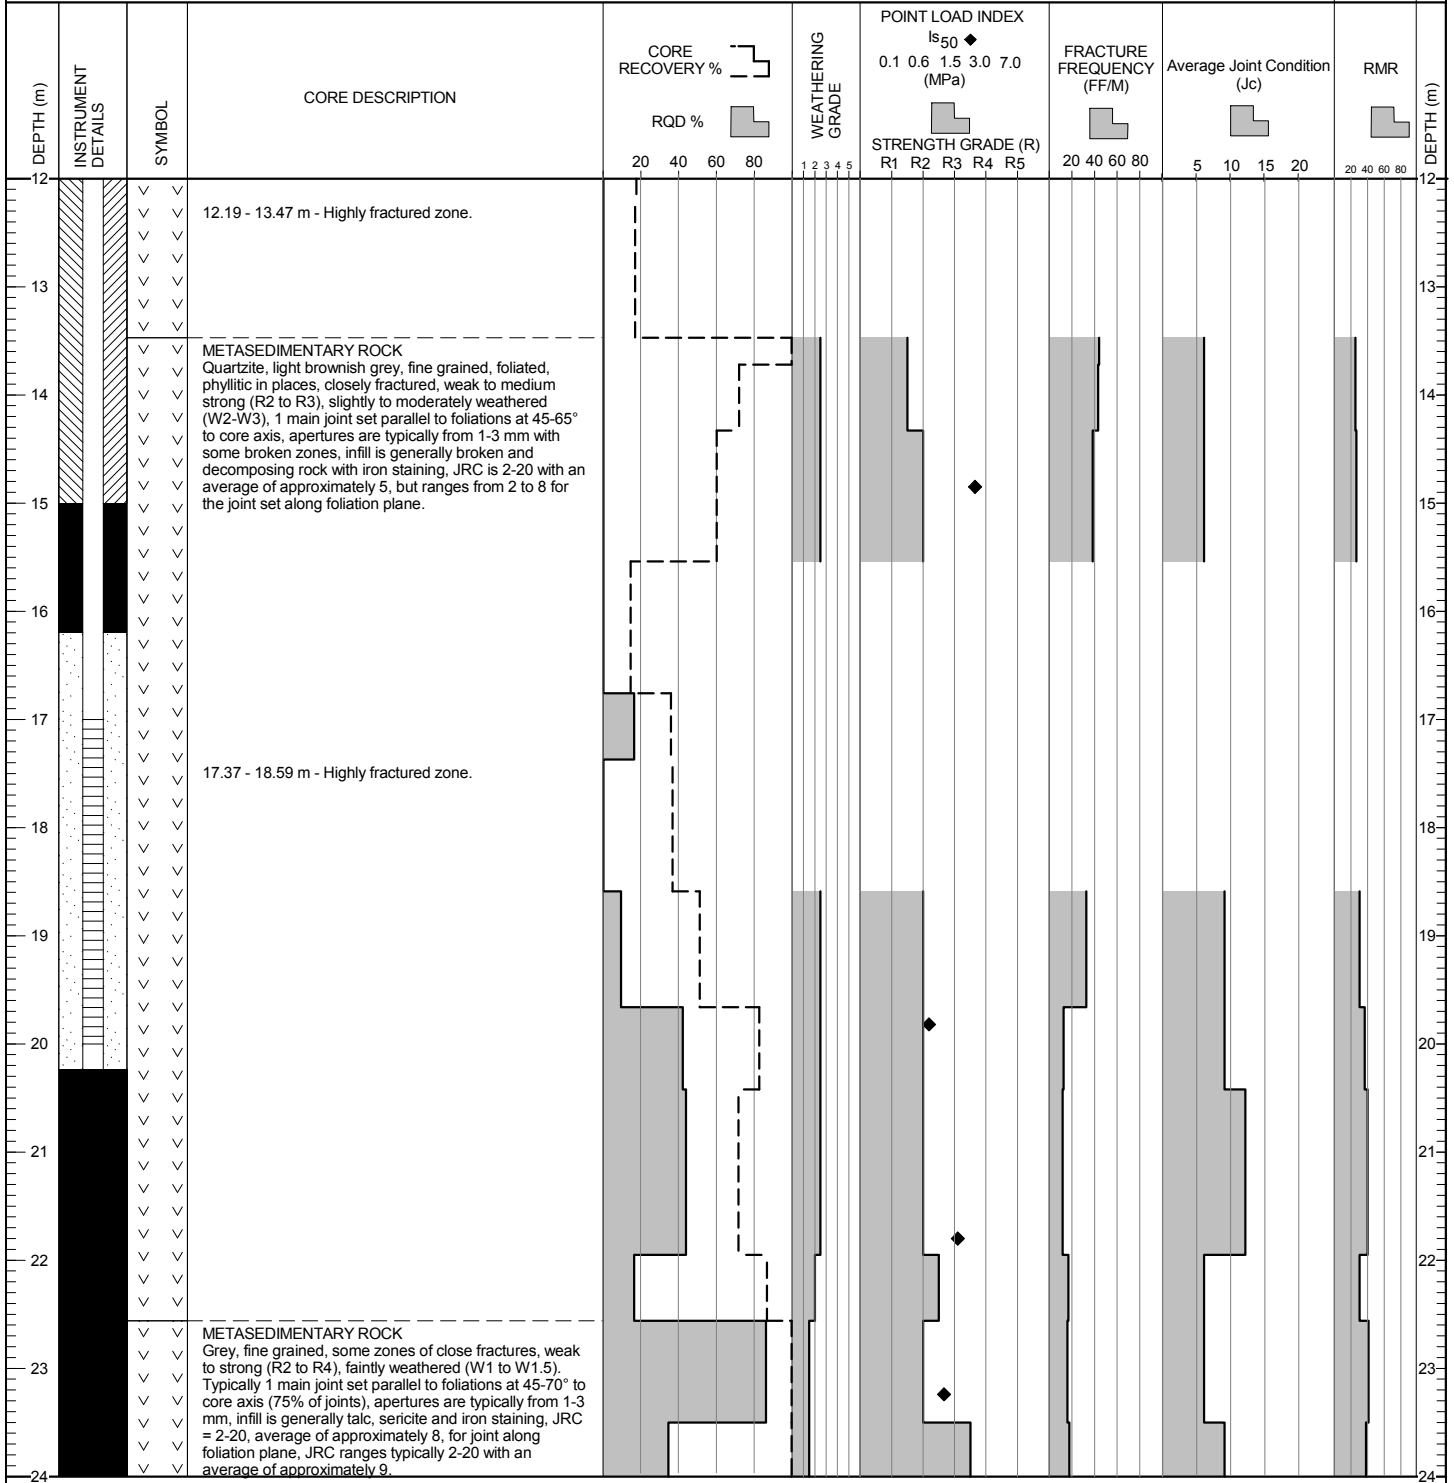 DEPTH (m)
INSTRUMENT
DETAILS
SYMBOL
CORE DESCRIPTION
CORE
RECOVERY %
RQD %
20 40 60 80
WEATHERING
GRADE
1 2 3 4 5
POINT LOAD INDEX
Is50
0.1 0.6 1.5 3.0 7.0
(MPa)
STRENGTH GRADE (R)
R1 R2 R3 R4 R5
FRACTURE
FREQUENCY
(FF/M)
20 40 60 80
Average Joint Condition
(Jc)
5 10 15 20
RMR
20 40 60 80
DEPTH (m)
12
13
14
15
16
17
18
19
20
21
22
23
24
12.19 - 13.47 m - Highly fractured zone.
METASEDIMENTARY ROCK
Quartzite, light brownish grey, fine grained, foliated,
phyllitic in places, closely fractured, weak to medium
strong (R2 to R3), slightly to moderately weathered
(W2-W3), 1 main joint set parallel to foliations at 45-65°
to core axis, apertures are typically from 1-3 mm with
some broken zones, infill is generally broken and
decomposing rock with iron staining, JRC is 2-20 with an
average of approximately 5, but ranges from 2 to 8 for
the joint set along foliation plane.
17.37 - 18.59 m - Highly fractured zone.
METASEDIMENTARY ROCK
Grey, fine grained, some zones of close fractures, weak
to strong (R2 to R4), faintly weathered (W1 to W1.5).
Typically 1 main joint set parallel to foliations at 45-70° to
core axis (75% of joints), apertures are typically from 1-3
mm, infill is generally talc, sericite and iron staining, JRC
= 2-20, average of approximately 8, for joint along
foliation plane, JRC ranges typically 2-20 with an
average of approximately 9.
12
13
14
15
16
17
18
19
20
21
22
23
24